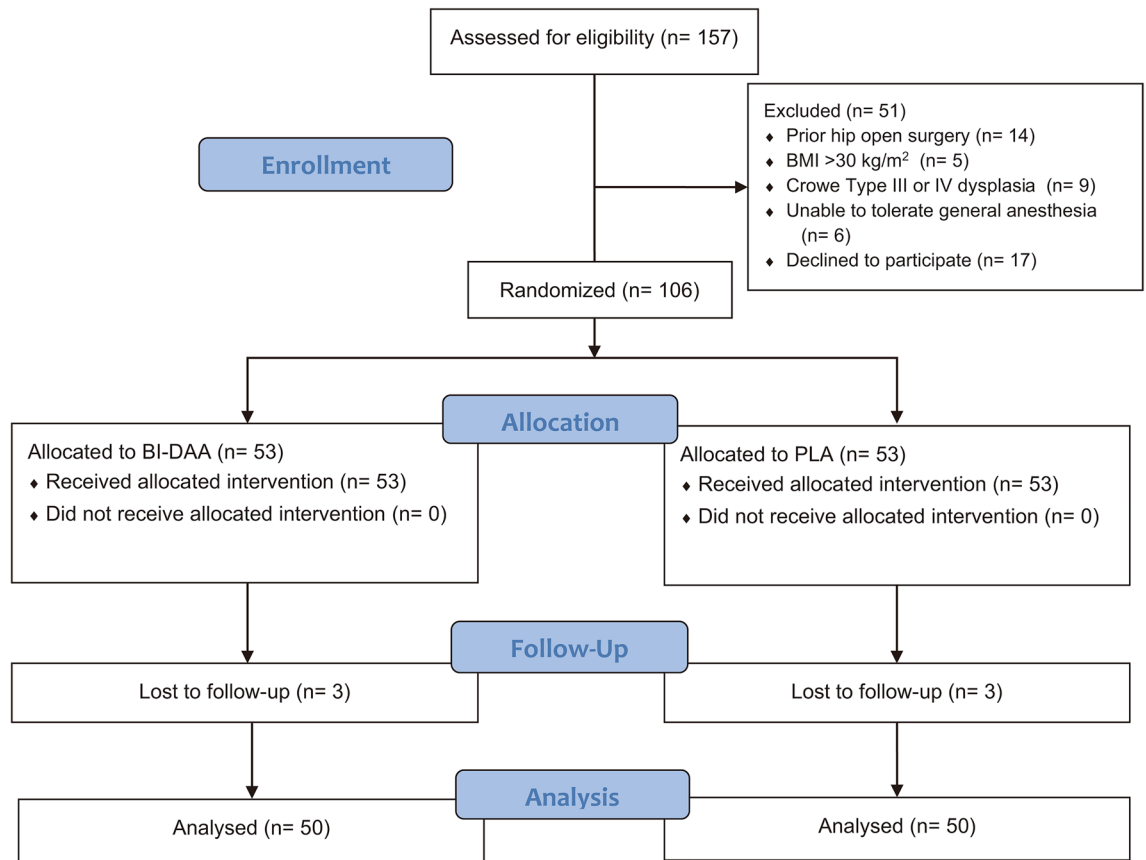 Assessed for eligibility (n= 157)
Excluded (n= 51)
♦ Prior hip open surgery (n= 14)
♦ BMI >30 kg/m² (n= 5)
♦ Crowe Type III or IV dysplasia (n= 9)
♦ Unable to tolerate general anesthesia
(n= 6)
♦ Declined to participate (n= 17)
Enrollment
Randomized (n= 106)
Allocation
Allocated to BI-DAA (n= 53)
♦ Received allocated intervention (n= 53)
♦ Did not receive allocated intervention (n= 0)
Allocated to PLA (n= 53)
♦ Received allocated intervention (n= 53)
♦ Did not receive allocated intervention (n= 0)
Follow-Up
Lost to follow-up (n= 3)
Lost to follow-up (n= 3)
Analysis
Analysed (n= 50)
Analysed (n= 50)